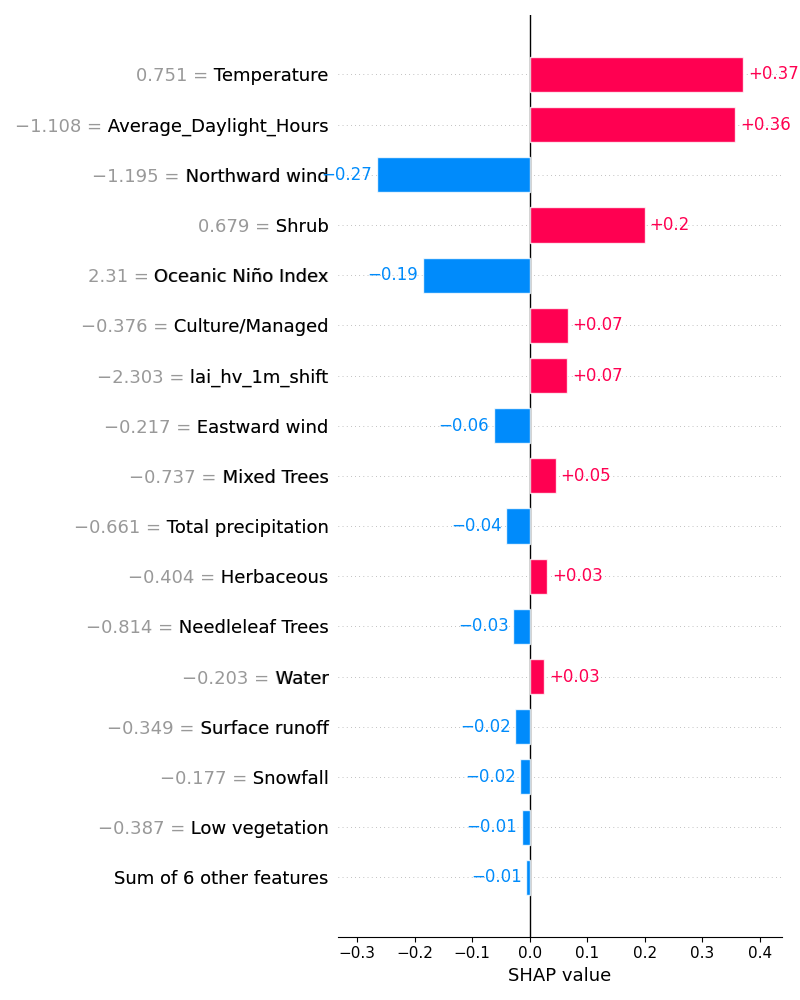 0.751 = Temperature +0.37
−1.108 = Average_Daylight_Hours +0.36
−1.195 = Northward wind −0.27
0.679 = Shrub +0.2
2.31 = Oceanic Niño Index −0.19
−0.376 = Culture/Managed +0.07
−2.303 = lai_hv_1m_shift +0.07
−0.217 = Eastward wind −0.06
−0.737 = Mixed Trees +0.05
−0.661 = Total precipitation −0.04
−0.404 = Herbaceous +0.03
−0.814 = Needleleaf Trees −0.03
−0.203 = Water +0.03
−0.349 = Surface runoff −0.02
−0.177 = Snowfall −0.02
−0.387 = Low vegetation −0.01
Sum of 6 other features −0.01
−0.3 −0.2 −0.1 0.0 0.1 0.2 0.3 0.4
SHAP value